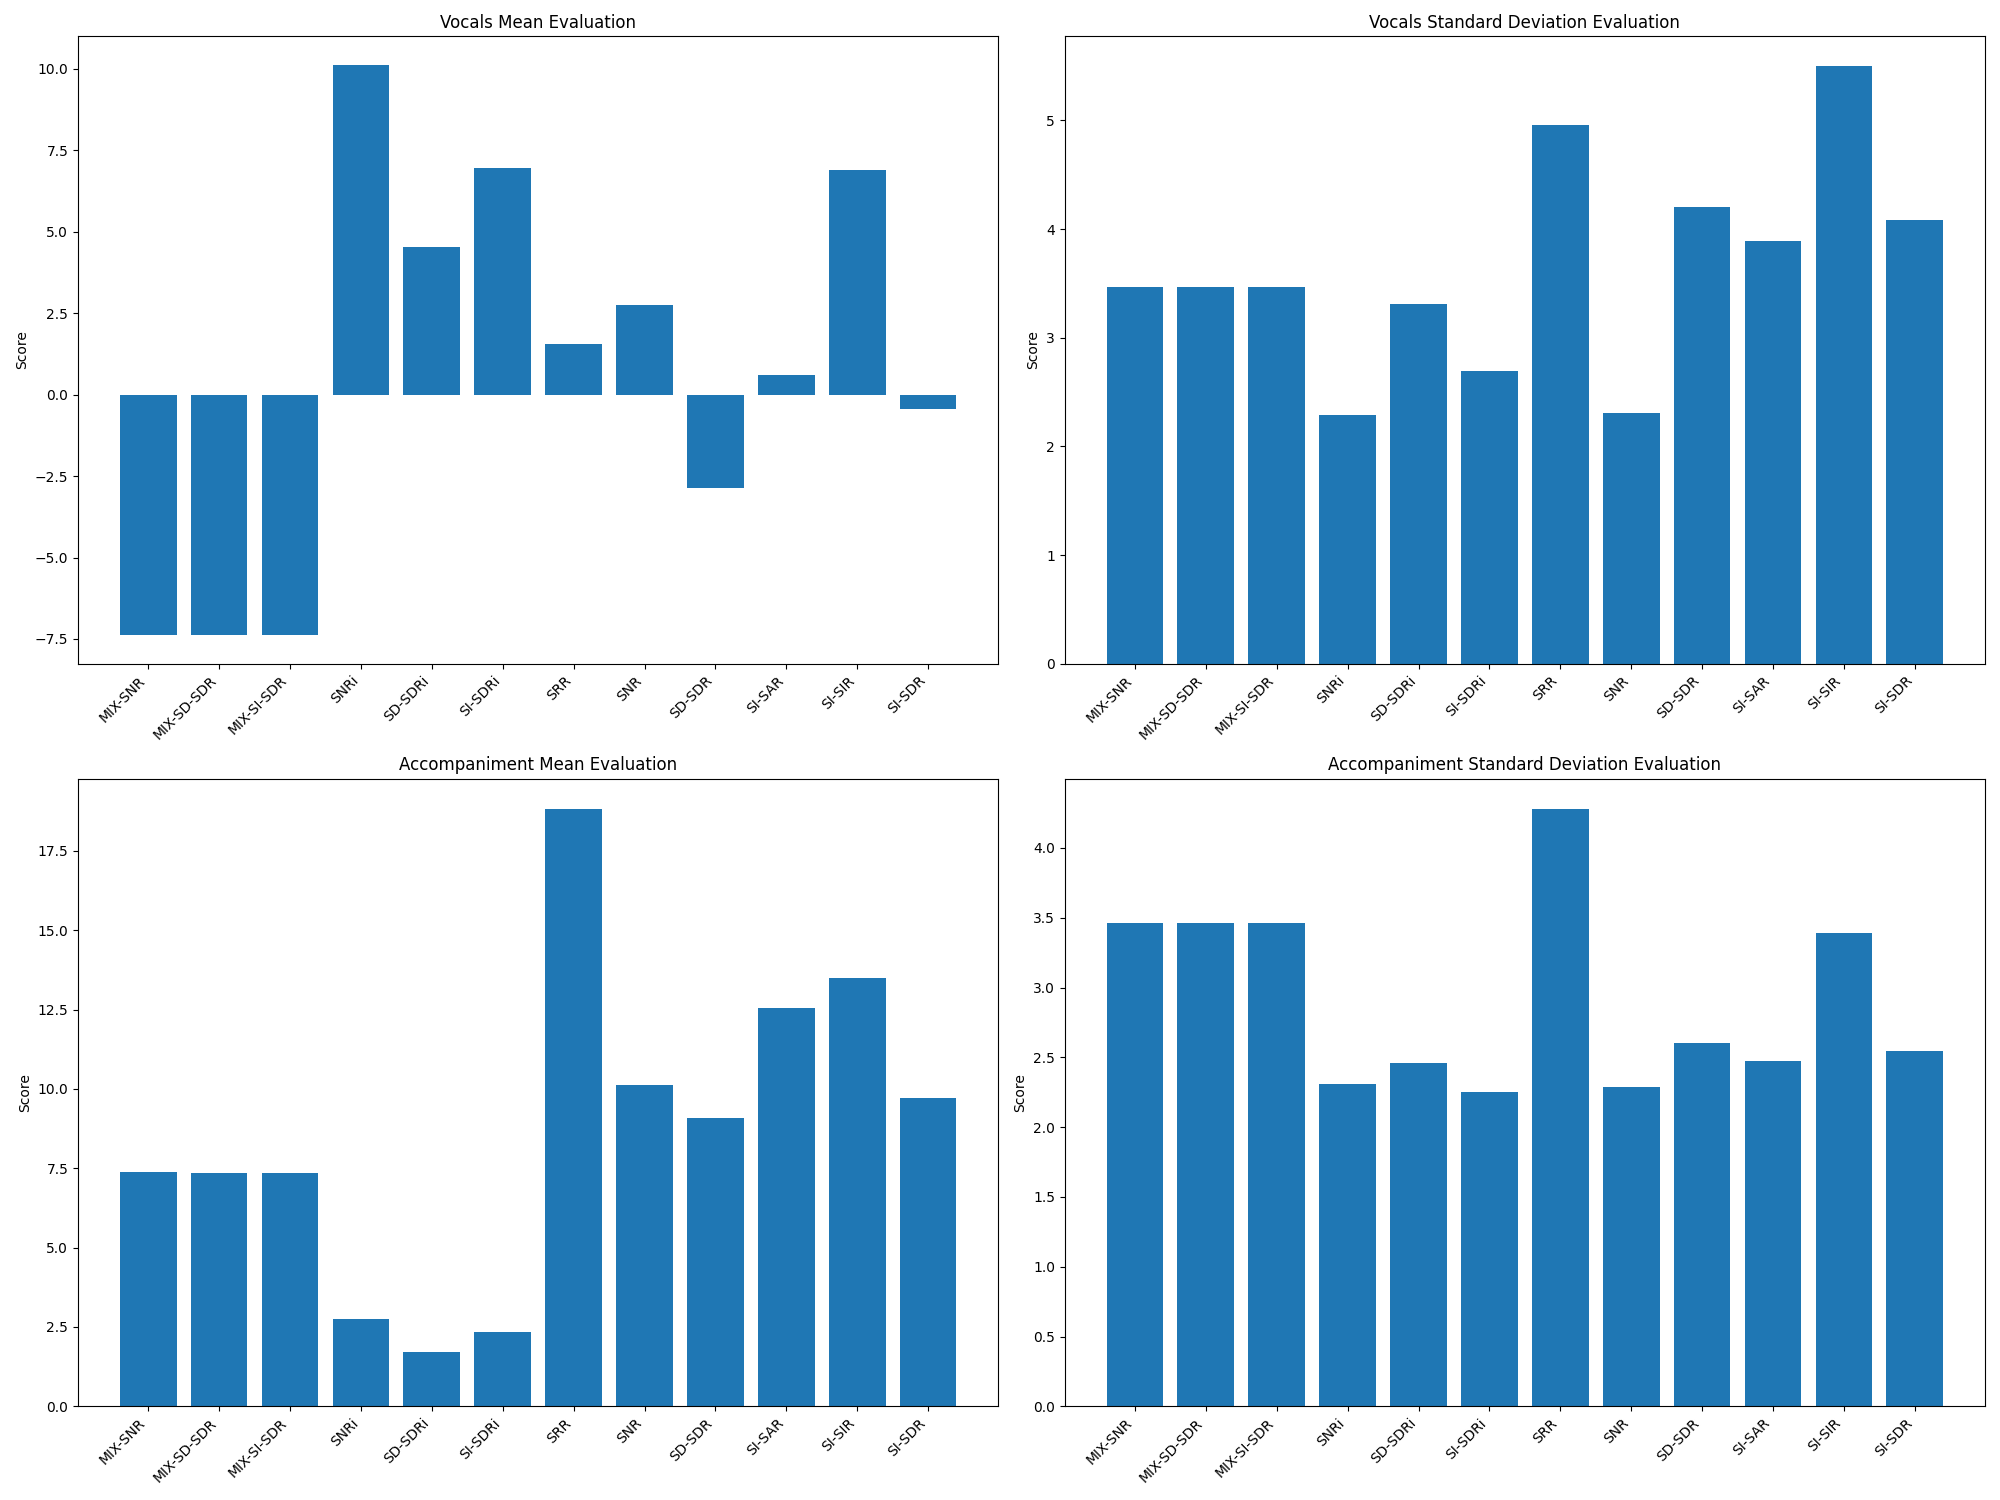 Vocals Mean Evaluation
Score
10.0
7.5
5.0
2.5
0.0
−2.5
−5.0
−7.5
MIX-SNR
MIX-SD-SDR
MIX-SI-SDR
SNRi
SD-SDRi
SI-SDRi
SRR
SNR
SD-SDR
SI-SAR
SI-SIR
SI-SDR
Vocals Standard Deviation Evaluation
Score
5
4
3
2
1
0
MIX-SNR
MIX-SD-SDR
MIX-SI-SDR
SNRi
SD-SDRi
SI-SDRi
SRR
SNR
SD-SDR
SI-SAR
SI-SIR
SI-SDR
Accompaniment Mean Evaluation
Score
17.5
15.0
12.5
10.0
7.5
5.0
2.5
0.0
MIX-SNR
MIX-SD-SDR
MIX-SI-SDR
SNRi
SD-SDRi
SI-SDRi
SRR
SNR
SD-SDR
SI-SAR
SI-SIR
SI-SDR
Accompaniment Standard Deviation Evaluation
Score
4.0
3.5
3.0
2.5
2.0
1.5
1.0
0.5
0.0
MIX-SNR
MIX-SD-SDR
MIX-SI-SDR
SNRi
SD-SDRi
SI-SDRi
SRR
SNR
SD-SDR
SI-SAR
SI-SIR
SI-SDR